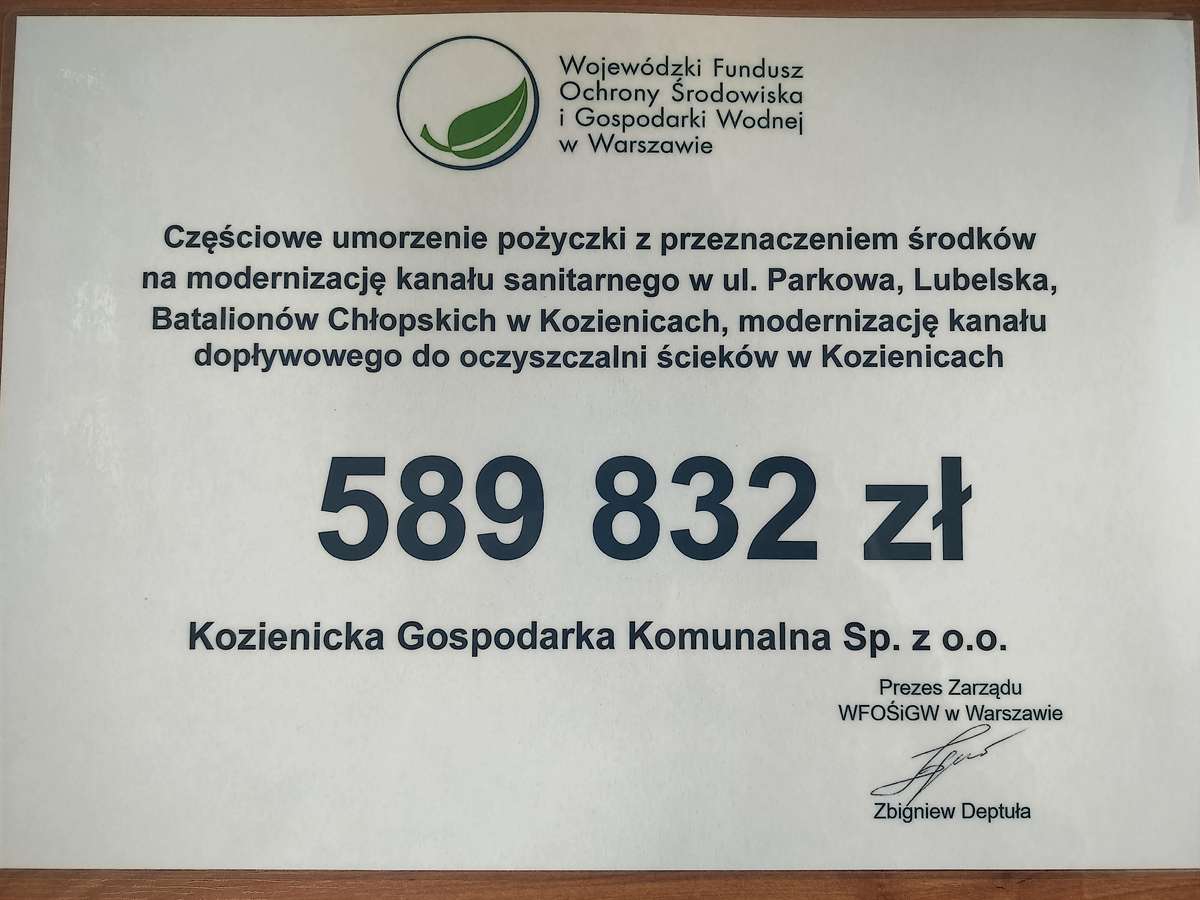 Wojewódzki Fundusz
Ochrony Środowiska
i Gospodarki Wodnej
w Warszawie
Częściowe umorzenie pożyczki z przeznaczeniem środków
na modernizację kanału sanitarnego w ul. Parkowa, Lubelska,
Batalionów Chłopskich w Kozienicach, modernizację kanału
dopływowego do oczyszczalni ścieków w Kozienicach
589 832 zł
Kozienicka Gospodarka Komunalna Sp. z o.o.
Prezes Zarządu
WFOŚiGW w Warszawie
Zbigniew Deptuła